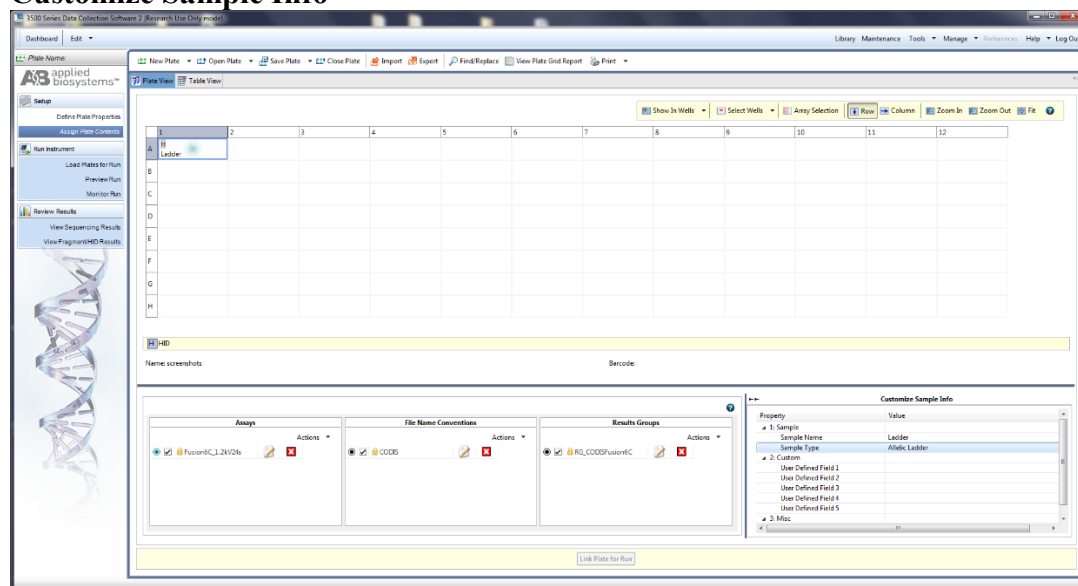 Customize Sample Info
3500 Series Data Collection Software 2 (Research Use Only mode)
Dashboard Edit
Library Maintenance Tools Manage Preferences Help Log Ou
Plate Name:
New Plate Open Plate Save Plate Close Plate Import Export Find/Replace View Plate Grid Report Print
AB applied biosystems™
Plate View Table View
Setup
Define Plate Properties
Assign Plate Contents
Run Instrument
Load Plates for Run
Preview Run
Monitor Run
Review Results
View Sequencing Results
View Fragment/HID Results
Show In Wells Select Wells Array Selection Row Column Zoom In Zoom Out Fit
1 2 3 4 5 6 7 8 9 10 11 12
A H
Ladder
B
C
D
E
F
G
H
H HID
Name: screenshots Barcode:
Assays
Actions
Fusion6C_1.2kV24s
File Name Conventions
Actions
CODIS
Results Groups
Actions
RG_CODISFusion6C
Customize Sample Info
Property Value
1: Sample
Sample Name Ladder
Sample Type Allelic Ladder
2: Custom
User Defined Field 1
User Defined Field 2
User Defined Field 3
User Defined Field 4
User Defined Field 5
3: Misc
Link Plate for Run